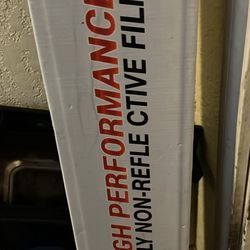 GH PERFORMANCE
LY NON-REFLE CTIVE FIL